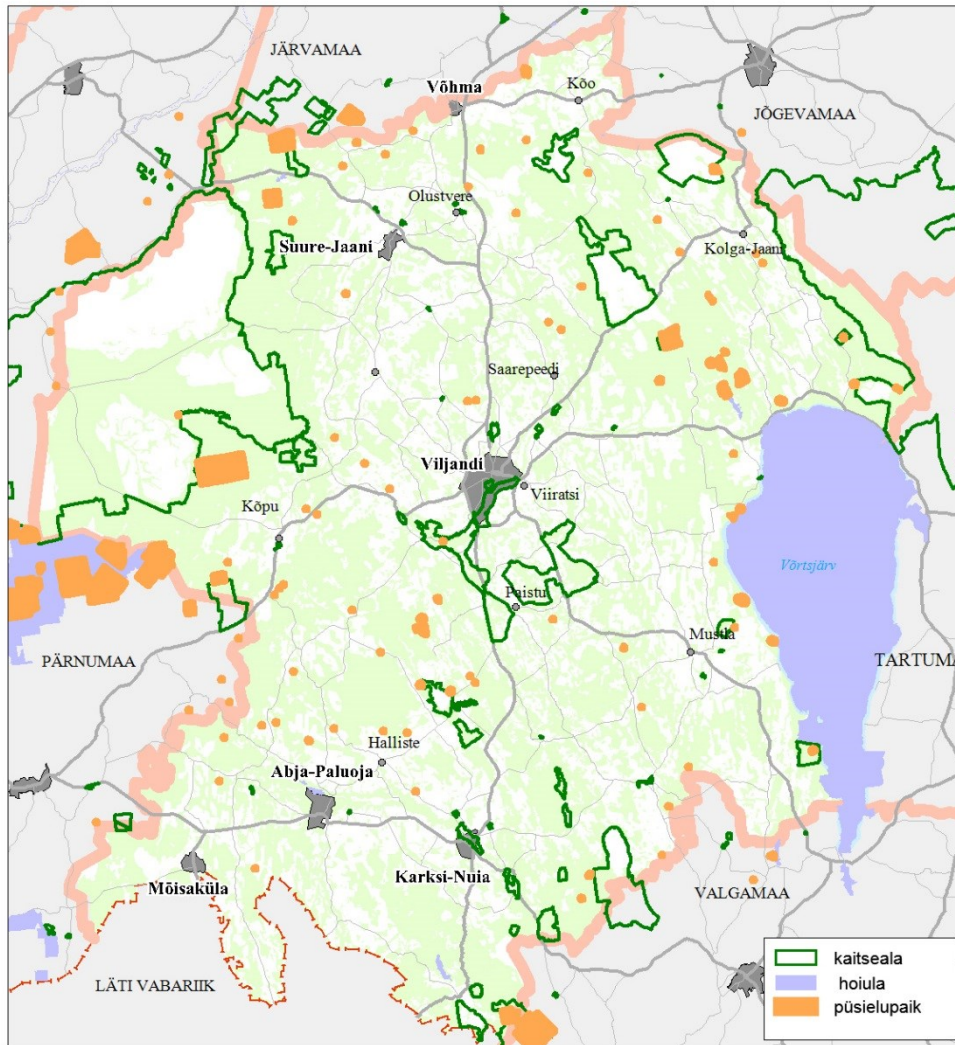 JÄRVAMAA
Võhma
Kõo
JÕGEVAMAA
Olustvere
Suure-Jaani
Kolga-Jaani
Saarepeedi
Viljandi
Viiratsi
Kõpu
Võrtsjärv
Paistu
Mustla
PÄRNUMAA
TARTUMA
Halliste
Abja-Paluoja
Karksi-Nuia
Mõisaküla
VALGAMAA
LÄTI VABARIIK
kaitseala
hoiula
püsielupaik